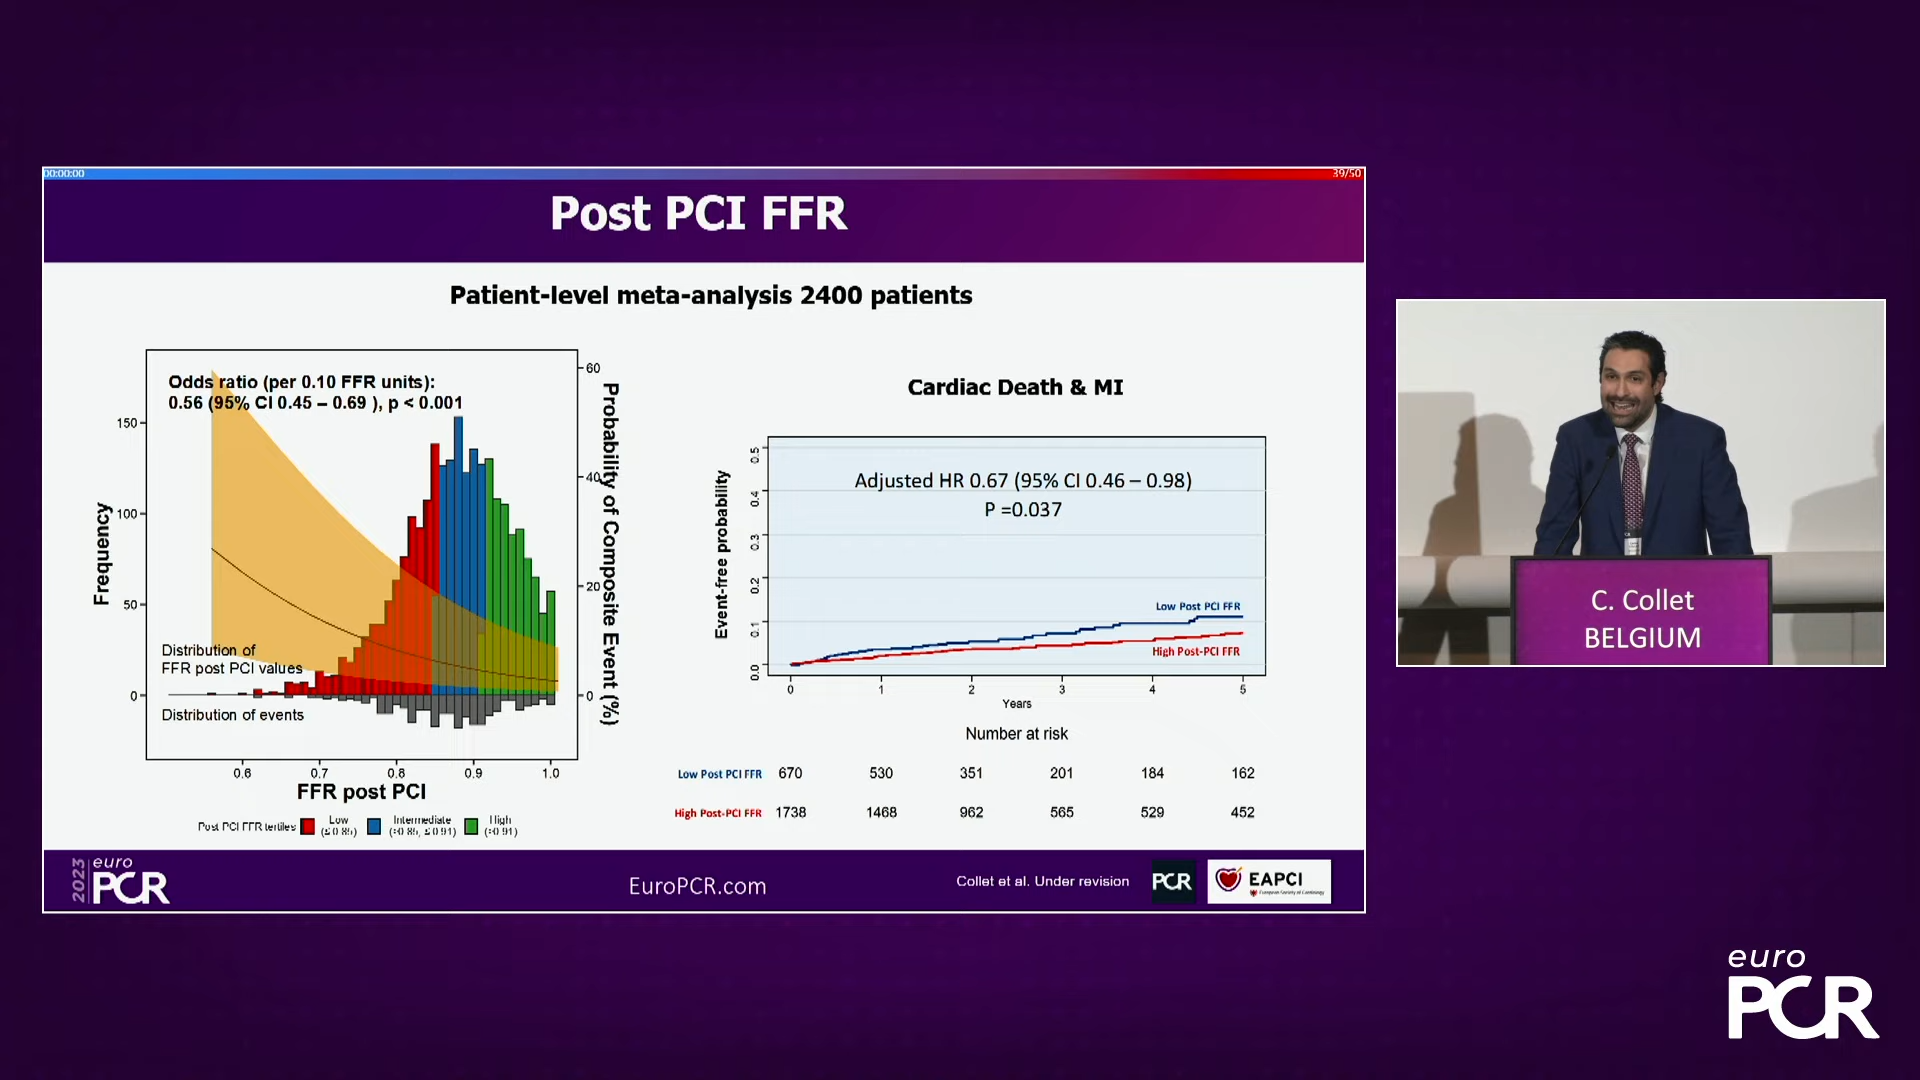 00:00:00
39/50
Post PCI FFR
Patient-level meta-analysis 2400 patients
Odds ratio (per 0.10 FFR units):
0.56 (95% CI 0.45 – 0.69 ), p < 0.001
Frequency
150
100
50
0
60
40
20
0
Probability of Composite Event (%)
Distribution of
FFR post PCI values
Distribution of events
0.6
0.7
0.8
0.9
1.0
FFR post PCI
Post PCI FFR tertiles
Low
(≤0.85)
Intermediate
(>0.85, ≤0.91)
High
(>0.91)
Cardiac Death & MI
Adjusted HR 0.67 (95% CI 0.46 – 0.98)
P =0.037
Event-free probability
0.5
0.4
0.3
0.2
0.1
0.0
Low Post PCI FFR
High Post-PCI FFR
0 1 2 3 4 5
Years
Number at risk
Low Post PCI FFR 670 530 351 201 184 162
High Post-PCI FFR 1738 1468 962 565 529 452
2023
euro
PCR
EuroPCR.com
Collet et al. Under revision
PCR
EAPCI
European Society of Cardiology
C. Collet
BELGIUM
euro
PCR